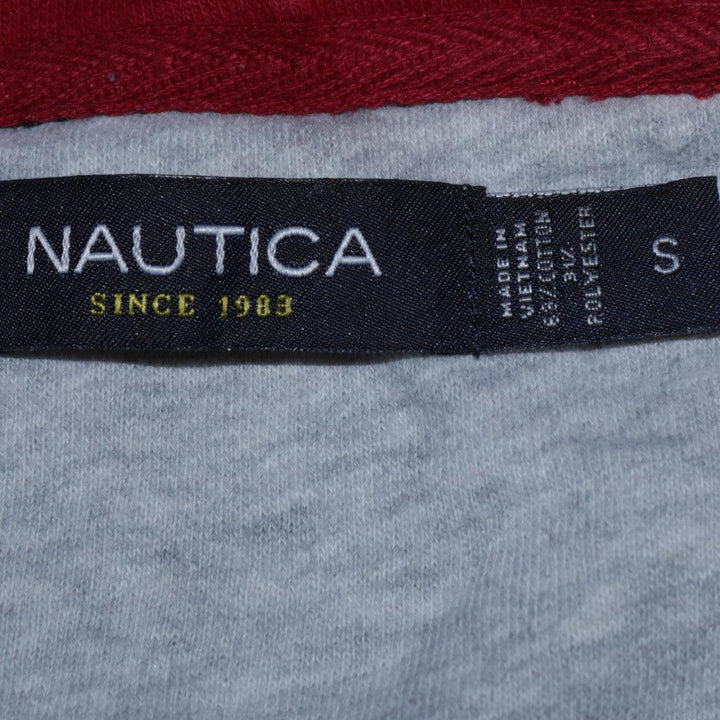 NAUTICA
SINCE 1983
MADE IN
VIETNAM
69% COTTON
31%
POLYESTER
S